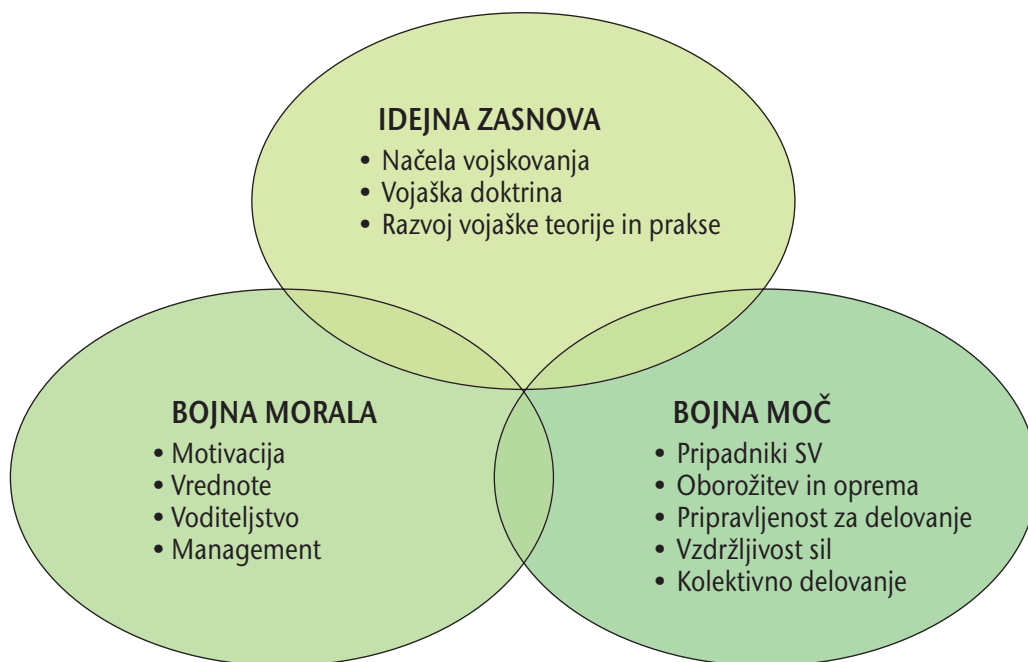 IDEJNA ZASNOVA
• Načela vojskovanja
• Vojaška doktrina
• Razvoj vojaške teorije in prakse
BOJNA MORALA
• Motivacija
• Vrednote
• Voditeljstvo
• Management
BOJNA MOČ
• Pripadniki SV
• Oborožitev in oprema
• Pripravljenost za delovanje
• Vzdržljivost sil
• Kolektivno delovanje